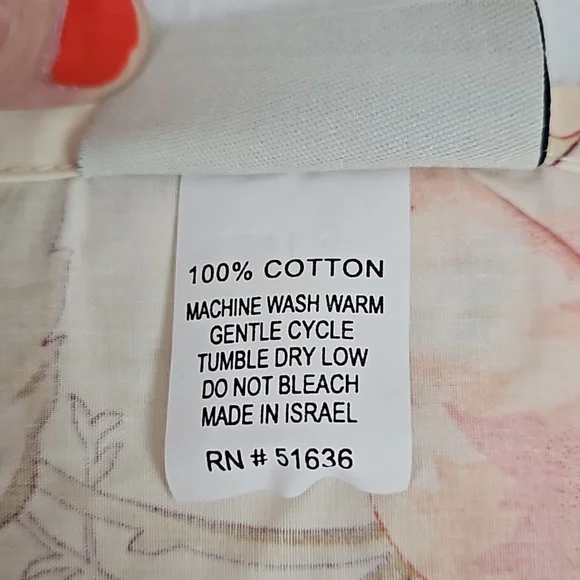 100% COTTON
MACHINE WASH WARM
GENTLE CYCLE
TUMBLE DRY LOW
DO NOT BLEACH
MADE IN ISRAEL
RN # 51636